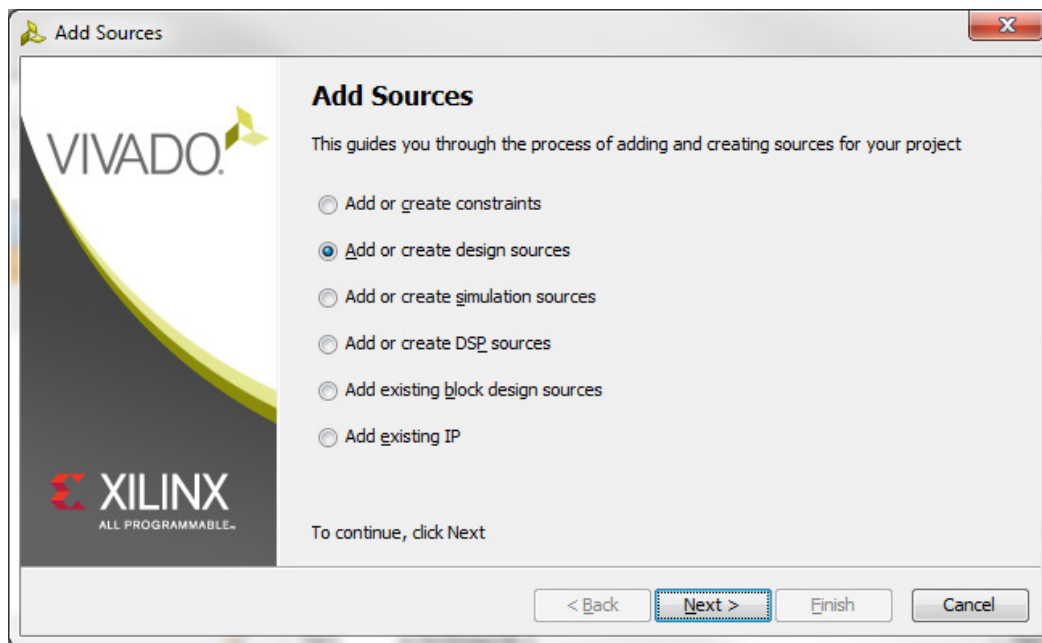 Add Sources
VIVADO.
Add Sources
This guides you through the process of adding and creating sources for your project
Add or create constraints
Add or create design sources
Add or create simulation sources
Add or create DSP sources
Add existing block design sources
Add existing IP
XILINX
ALL PROGRAMMABLE™
To continue, click Next
< Back
Next >
Finish
Cancel